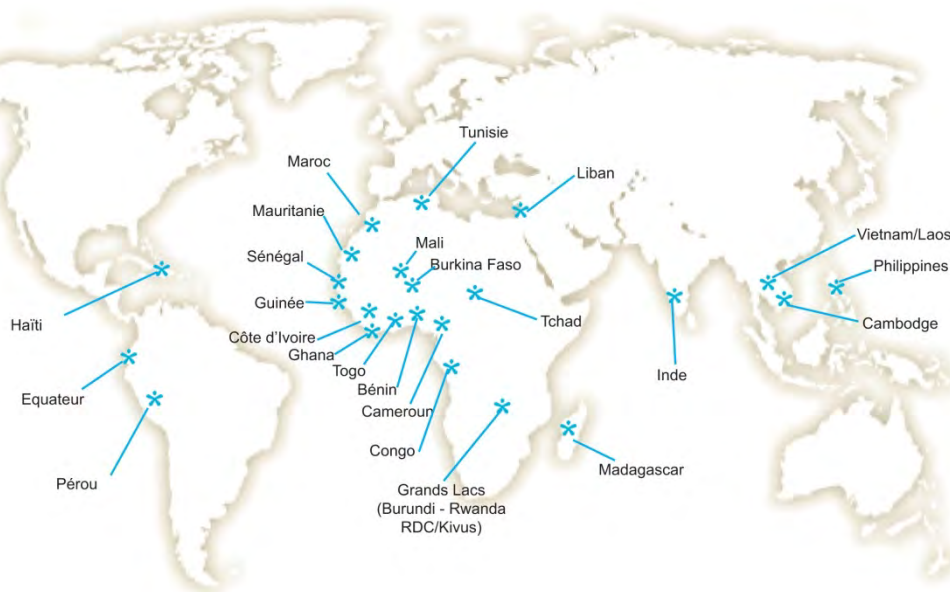 Tunisie
Maroc
Liban
Mauritanie
Vietnam/Laos
Mali
Sénégal
Burkina Faso
Philippines
Guinée
Haïti
Tchad
Cambodge
Côte d'Ivoire
Ghana
Togo
Inde
Bénin
Equateur
Cameroun
Congo
Madagascar
Pérou
Grands Lacs
(Burundi - Rwanda
RDC/Kivus)